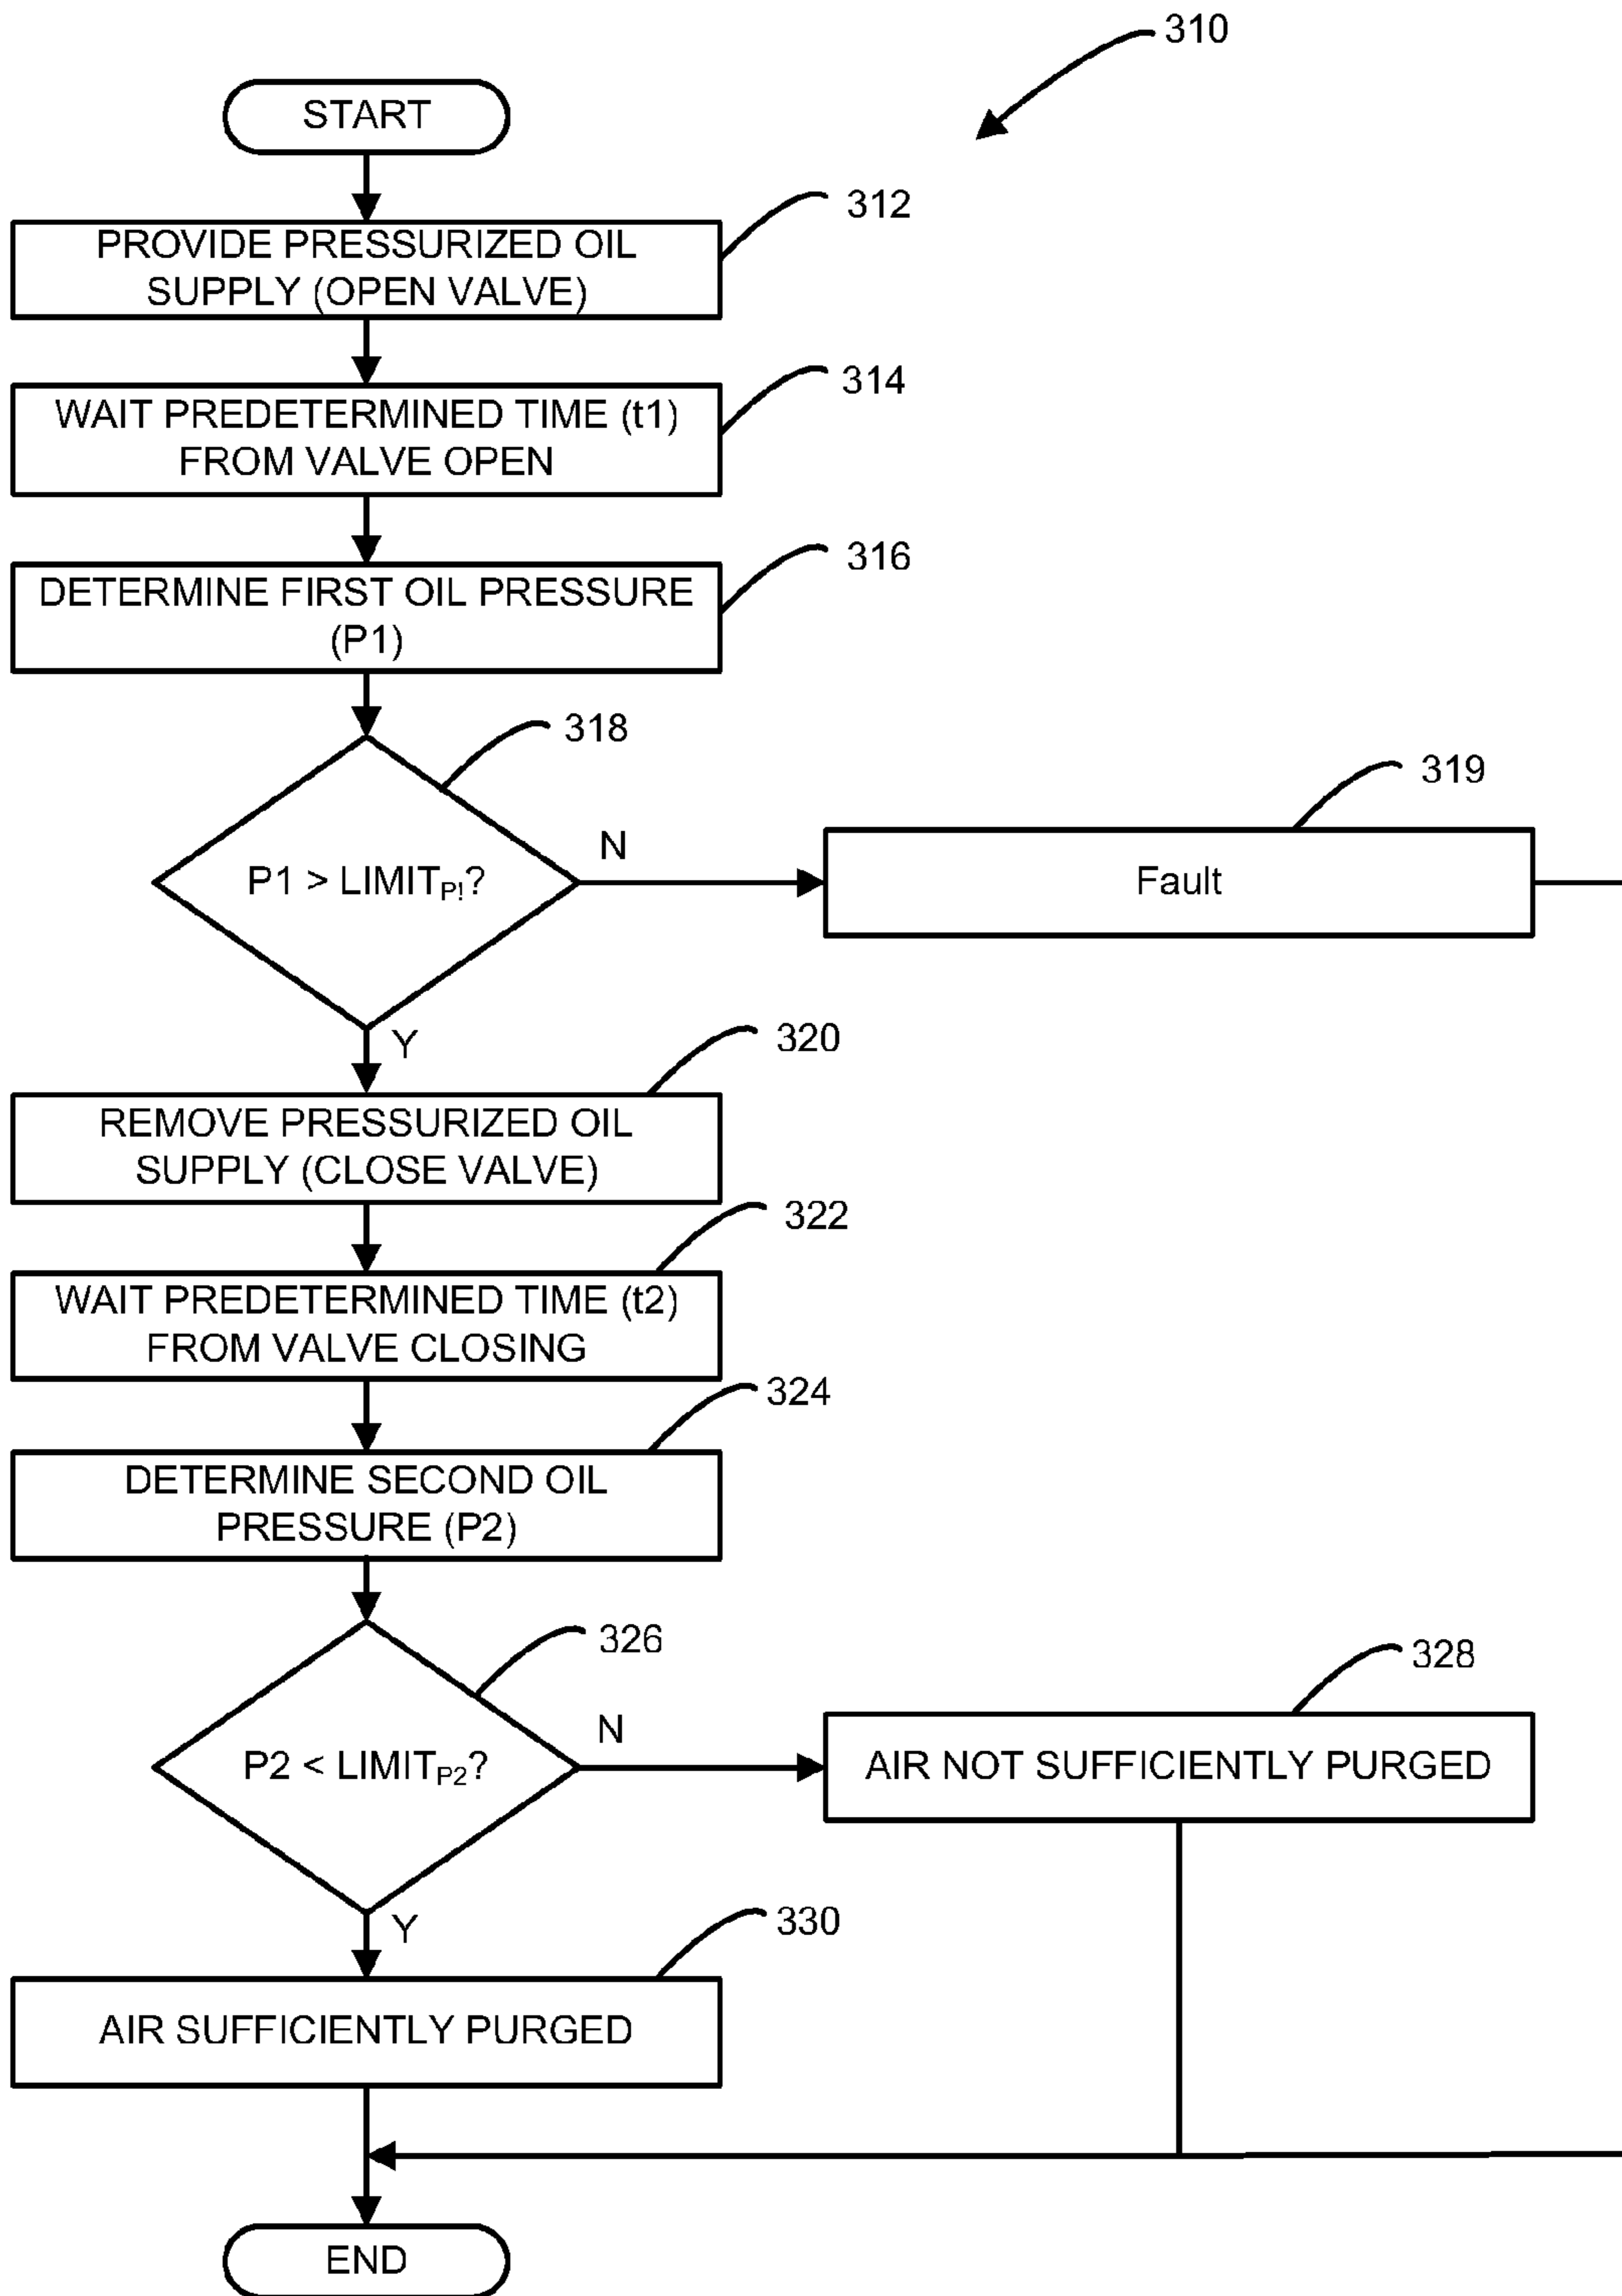 310
START
312
PROVIDE PRESSURIZED OIL
SUPPLY (OPEN VALVE)
314
WAIT PREDETERMINED TIME (t1)
FROM VALVE OPEN
316
DETERMINE FIRST OIL PRESSURE
(P1)
318
P1 > LIMITP!?
N
319
Fault
Y
320
REMOVE PRESSURIZED OIL
SUPPLY (CLOSE VALVE)
322
WAIT PREDETERMINED TIME (t2)
FROM VALVE CLOSING
324
DETERMINE SECOND OIL
PRESSURE (P2)
326
P2 < LIMITP2?
N
328
AIR NOT SUFFICIENTLY PURGED
Y
330
AIR SUFFICIENTLY PURGED
END